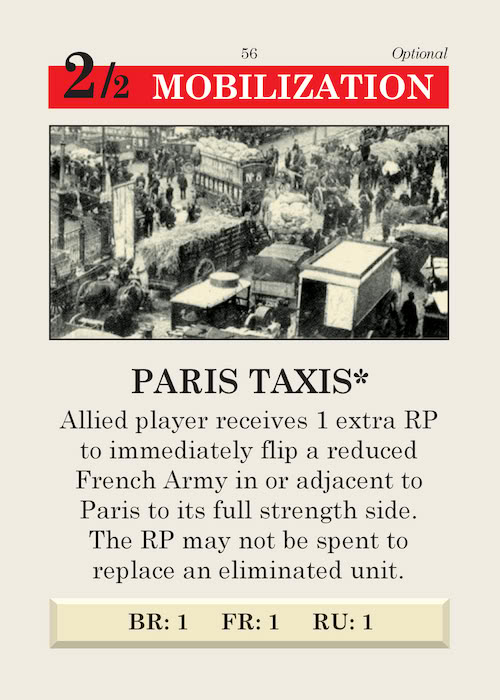 56
Optional
2/2 MOBILIZATION
Nº 8
PARIS TAXIS*
Allied player receives 1 extra RP
to immediately flip a reduced
French Army in or adjacent to
Paris to its full strength side.
The RP may not be spent to
replace an eliminated unit.
BR: 1 FR: 1 RU: 1